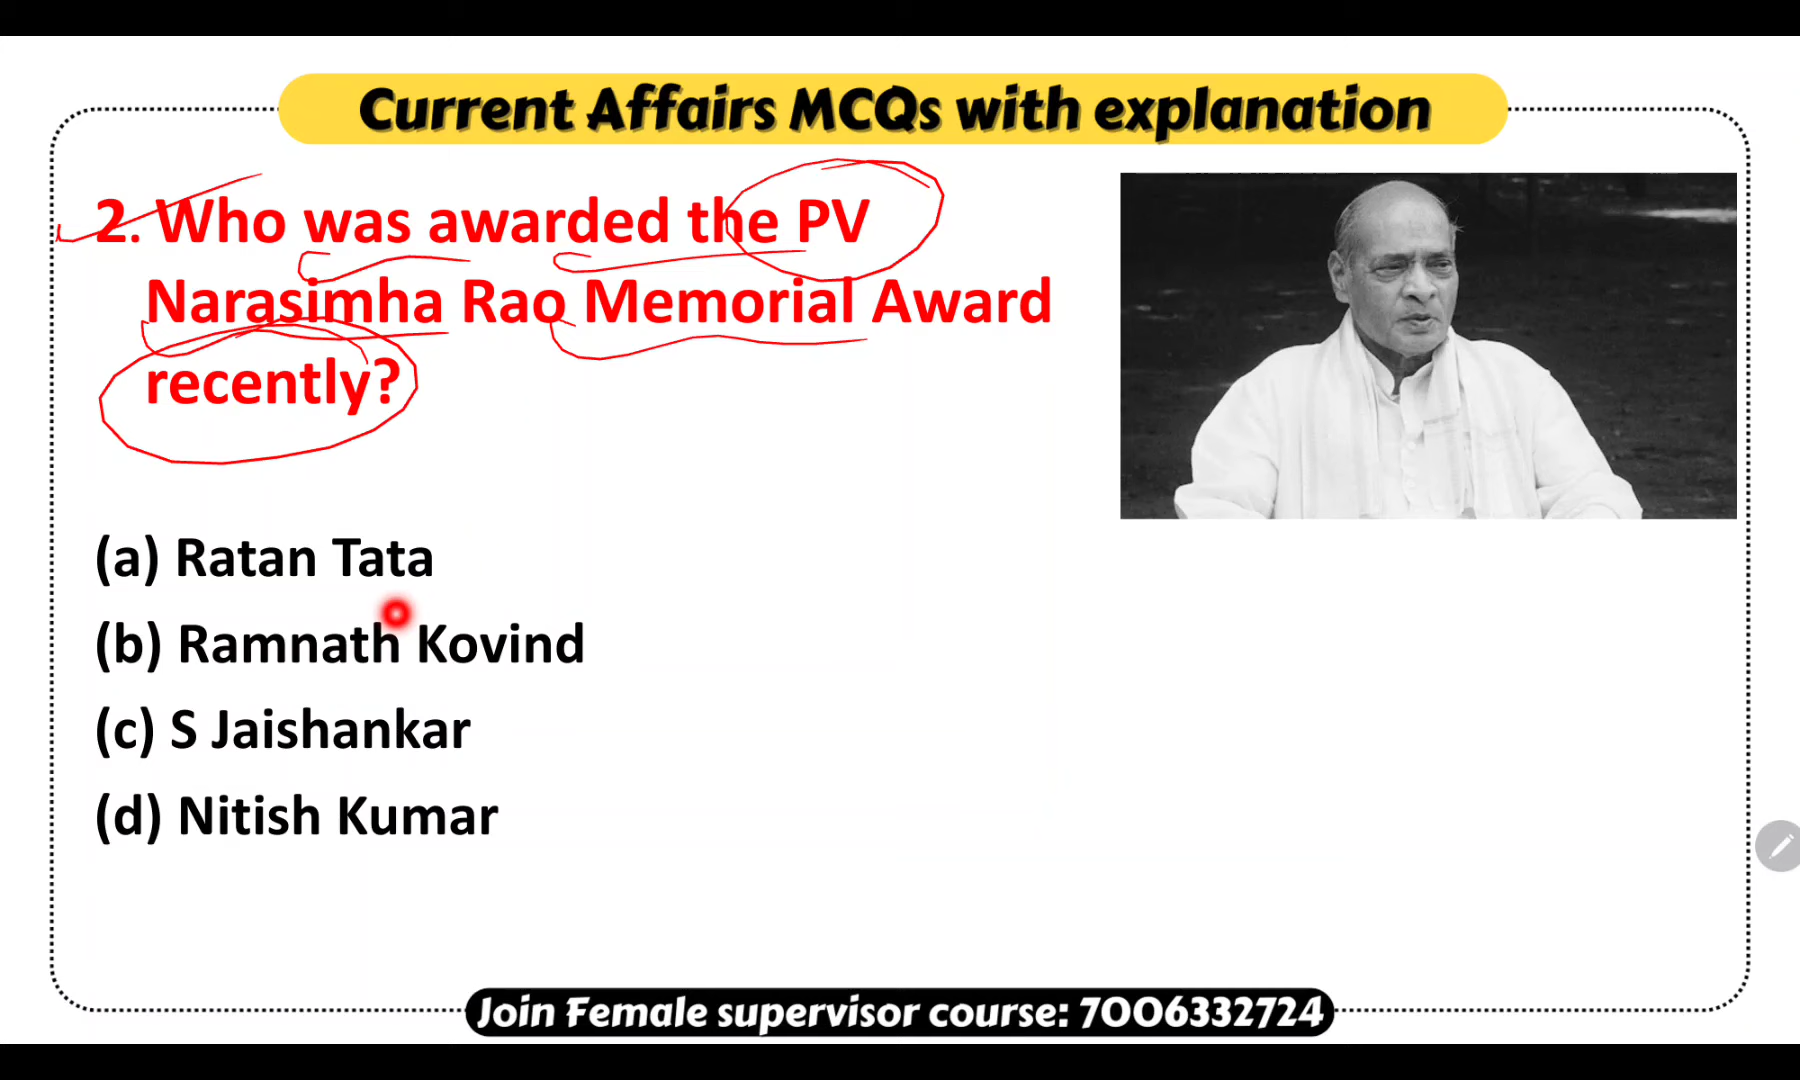 Current Affairs MCQs with explanation
2. Who was awarded the PV
Narasimha Rao Memorial Award
recently?
(a) Ratan Tata
(b) Ramnath Kovind
(c) S Jaishankar
(d) Nitish Kumar
Join Female supervisor course: 7006332724